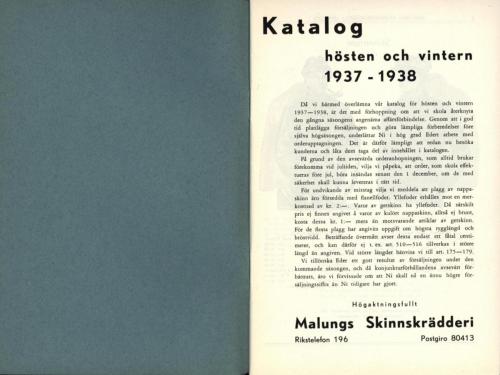 Katalog
hösten och vintern
1937 - 1938
Då vi härmed överlämna vår katalog för hösten och vintern
1937—1938, är det med förhoppning om att vi skola återknyta
den gångna säsongens angenäma affärsförbindelse. Genom att i god
tid planlägga försäljningen och göra lämpliga förberedelser före
själva högsäsongen, underlättar Ni i hög grad Edert arbete med
orderupptagningen. Det är därför lämpligt att redan nu besöka
kunderna och låta dem taga del av innehållet i katalogen.
På grund av den avsevärda orderanhopningen, som alltid brukar
förekomma vid jultiden, vilja vi påpeka, att order, som skola effek-
tueras före jul, böra insändas senast den 1 december, om de med
säkerhet skall kunna levereras i rätt tid.
För undvikande av misstag vilja vi meddela att plagg av nappa-
skinn äro försedda med flanellfoder. Yllefoder erhålles mot en mer-
kostnad av kr. 2:—. Varor av getskinn ha yllefoder. Då särskilt
pris ej finnes angivet å varor av kulört nappaskinn, alltså ej brunt,
kosta dessa kr. 1:— mera än motsvarande artiklar av getskinn.
För de flesta plagg har angivits uppgift om högsta rygglängd och
bröstvidd. Beträffande övermått avser dessa endast ett fåtal centi-
meter, och kan därför ej t. ex. art. 510—516 tillverkas i större
längd än angiven. Vid större längder hänvisa vi till art. 175—179.
Vi tillönska Eder ett gott resultat av försäljningen under den
kommande säsongen, och då konjunkturförhållandena avsevärt för-
bättrats, äro vi förvissade om att Ni skall nå en ännu högre för-
säljningssiffra än Ni tidigare har gjort.
Högaktningsfullt
Malungs Skinnskrädderi
Rikstelefon 196 Postgiro 80413